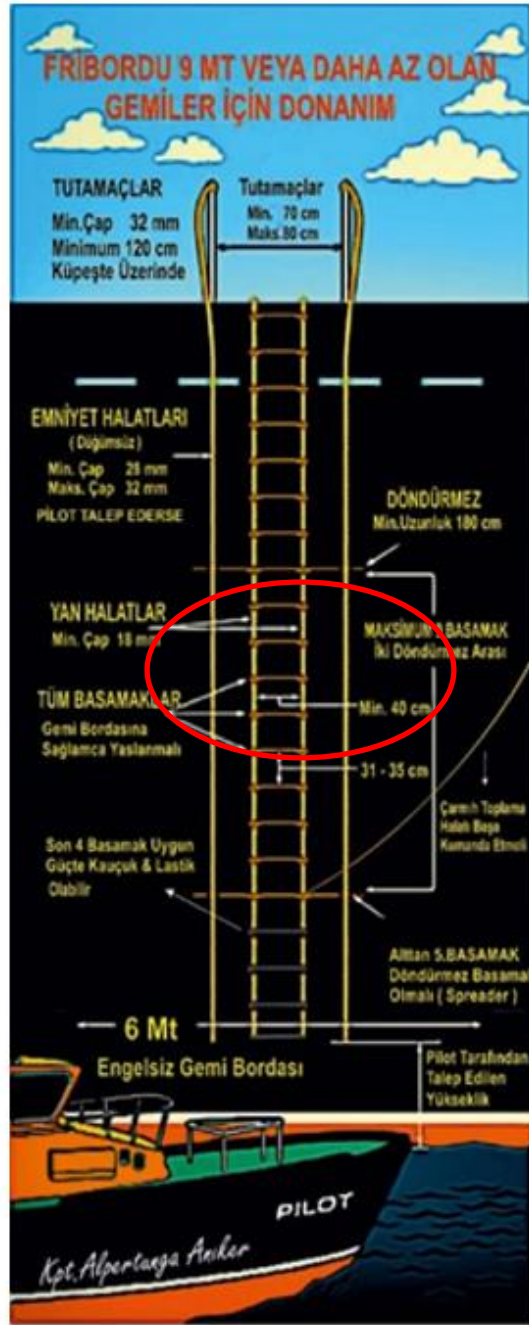 FRİBORDU 9 MT VEYA DAHA AZ OLAN
GEMİLER İÇİN DONANIM
TUTAMAÇLAR
Min.Çap 32 mm
Minimum 120 cm
Küpeşte Üzerinde
Tutamaçlar
Min. 70 cm
Maks.80 cm
EMNİYET HALATLARI
( Düğümsüz )
Min. Çap 28 mm
Maks. Çap 32 mm
PİLOT TALEP EDERSE
DÖNDÜRMEZ
Min.Uzunluk 180 cm
YAN HALATLAR
Min. Çap 18 mm
MAKSİMUM BASAMAK
İki Döndürmez Arası
TÜM BASAMAKLAR
Gemi Bordasına
Sağlamca Yaslanmalı
Min. 40 cm
31 - 35 cm
Çarmıh Toplama
Halatı Başa
Kumanda Etmeli
Son 4 Basamak Uygun
Güçte Kauçuk & Lastik
Olabilir
Alttan 5.BASAMAK
Döndürmez Basamak
Olmalı ( Spreader )
6 Mt
Engelsiz Gemi Bordası
Pilot Tarafından
Talep Edilen
Yükseklik
PILOT
Kpt. Alpertunga Anıker